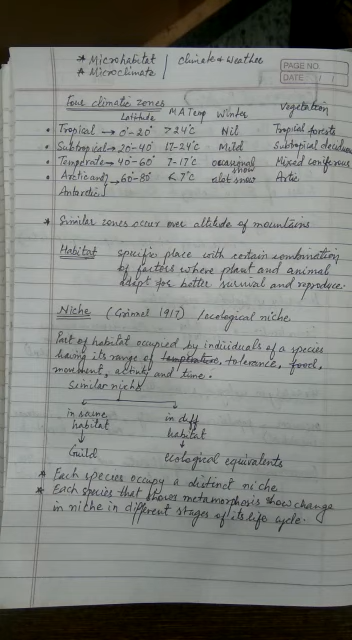 * Microhabitat | Climate & Weather
* Microclimate
PAGE NO.
DATE / /
Four climatic zones
Latitude M A Temp Winter Vegetation
• Tropical → 0°-20° >24°C Nil Tropical forests
• Subtropical → 20-40° 17-24°C Mild Subtropical deciduous
• Temperate → 40°-60° 7-17°C occasional snow Mixed coniferous
• Arctic and → 60°-80° <7°C alot snow Artic
Antarctic
* Similar zones occur over altitude of mountains
Habitat specific place with certain combination
of factors where plant and animal
adapt for better survival and reproduce.
Niche (Grinnel 1917) /ecological niche
Part of habitat occupied by individuals of a species
having its range of temprature, tolerance, food,
movement, activity and time.
Similar niche
in same habitat
in diff habitat
Guild
ecological equivalents
* Each species occupy a distinct niche
* Each species that shows metamorphosis show change
in niche in different stages of its life cycle.